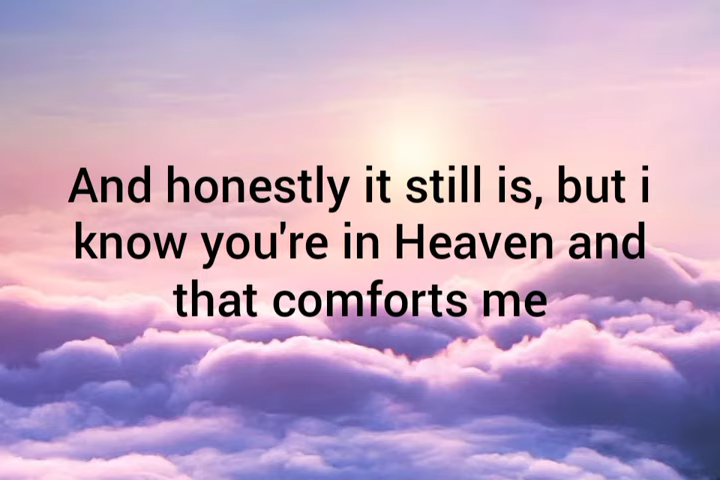 And honestly it still is, but i
know you're in Heaven and
that comforts me